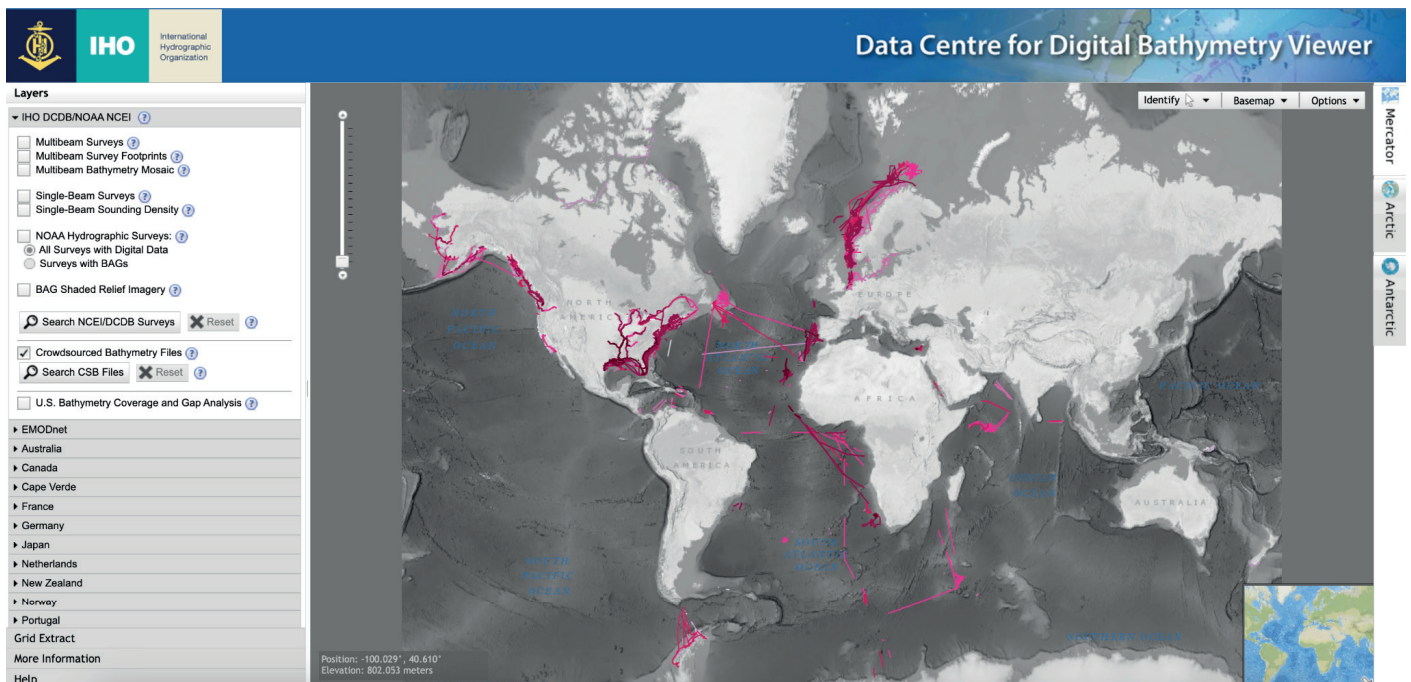 IHO
International
Hydrographic
Organization
Data Centre for Digital Bathymetry Viewer
Layers
IHO DCDB/NOAA NCEI ?
Multibeam Surveys ?
Multibeam Survey Footprints ?
Multibeam Bathymetry Mosaic ?
Single-Beam Surveys ?
Single-Beam Sounding Density ?
NOAA Hydrographic Surveys: ?
All Surveys with Digital Data
Surveys with BAGs
BAG Shaded Relief Imagery ?
Search NCEI/DCDB Surveys Reset ?
Crowdsourced Bathymetry Files ?
Search CSB Files Reset ?
U.S. Bathymetry Coverage and Gap Analysis ?
EMODnet
Australia
Canada
Cape Verde
France
Germany
Japan
Netherlands
New Zealand
Norway
Portugal
Grid Extract
More Information
Help
Identify
Basemap
Options
Mercator
Arctic
Antarctic
ARCTIC OCEAN
NORTH
AMERICA
EUROPE
AFRICA
SOUTH
AMERICA
AUSTRALIA
SOUTH
PACIFIC
OCEAN
Position: -100.029°, 40.610°
Elevation: 802.053 meters